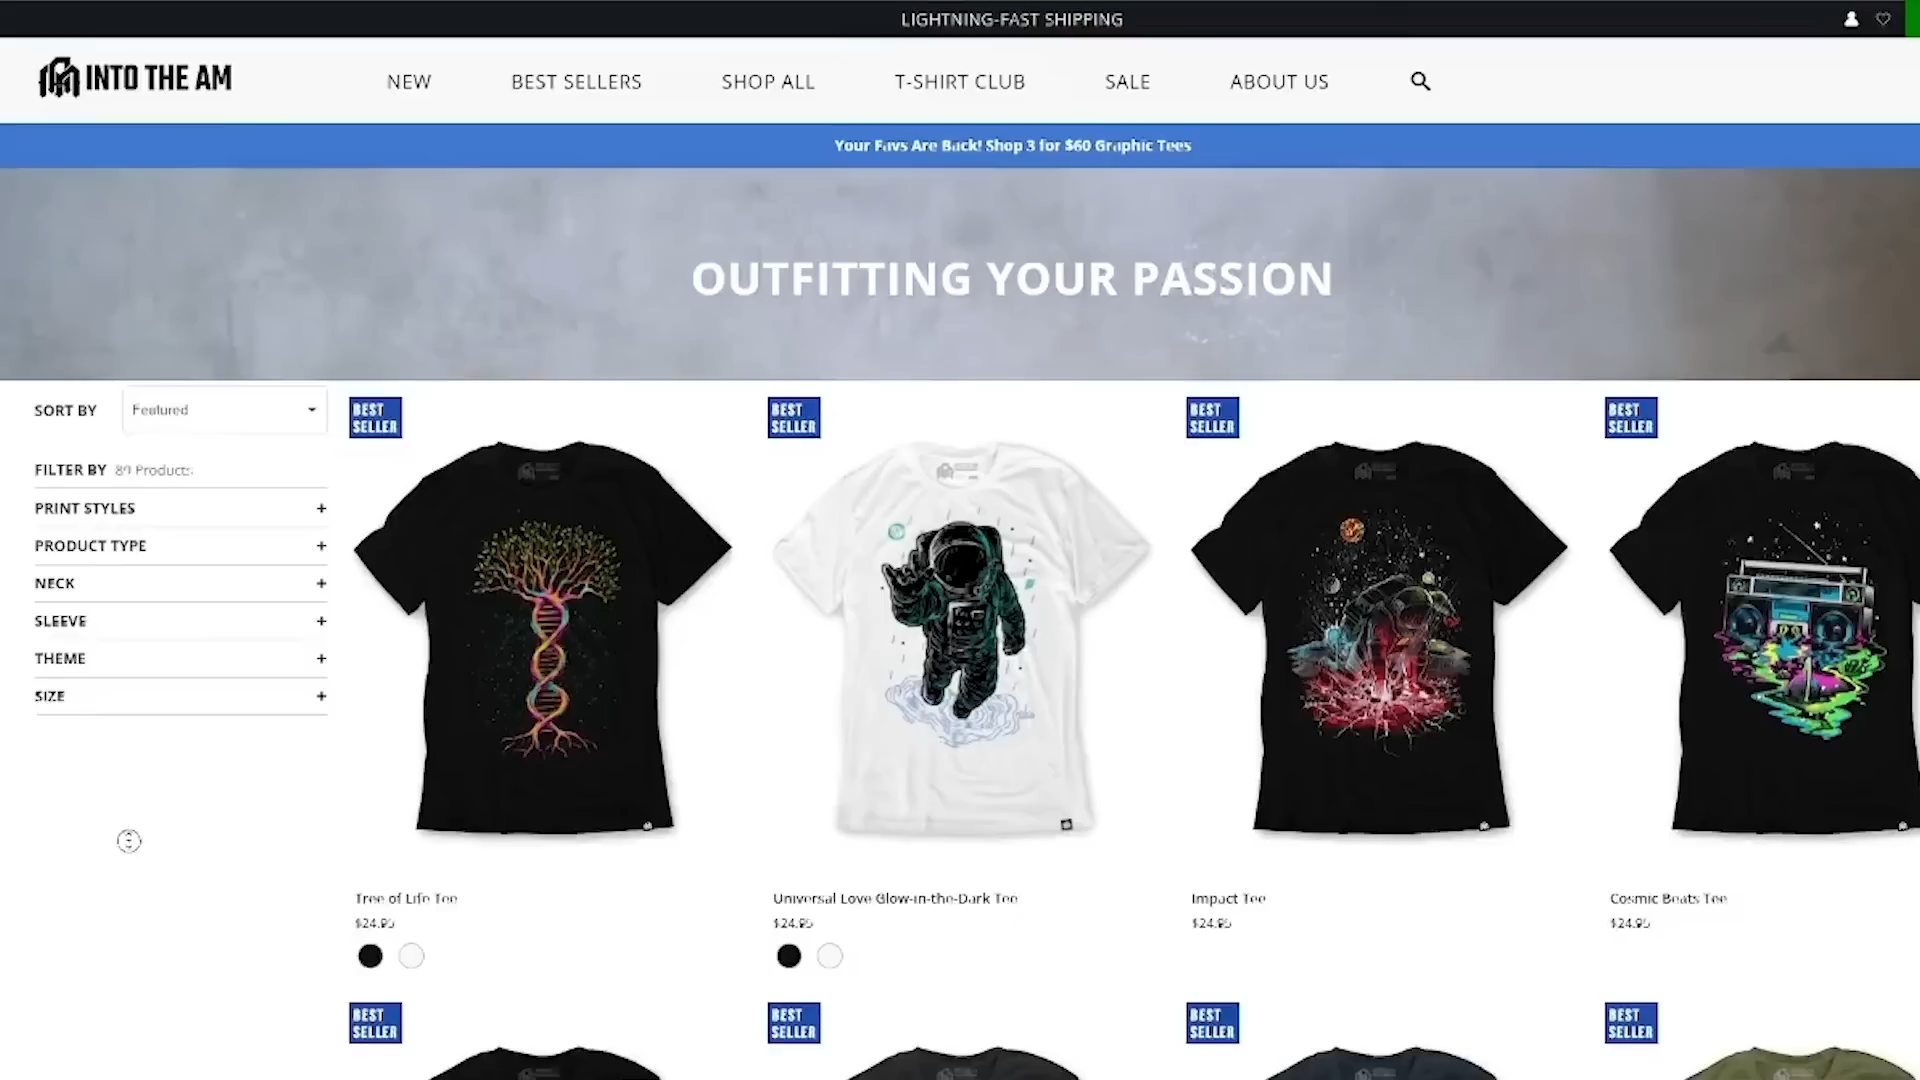 LIGHTNING-FAST SHIPPING
INTO THE AM
NEW
BEST SELLERS
SHOP ALL
T-SHIRT CLUB
SALE
ABOUT US
Your Favs Are Back! Shop 3 for $60 Graphic Tees
OUTFITTING YOUR PASSION
SORT BY
Featured
FILTER BY 89 Products
PRINT STYLES +
PRODUCT TYPE +
NECK +
SLEEVE +
THEME +
SIZE +
BEST
SELLER
BEST
SELLER
BEST
SELLER
BEST
SELLER
Tree of Life Tee
$24.95
Universal Love Glow-in-the-Dark Tee
$24.95
Impact Tee
$24.95
Cosmic Beats Tee
$24.95
BEST
SELLER
BEST
SELLER
BEST
SELLER
BEST
SELLER